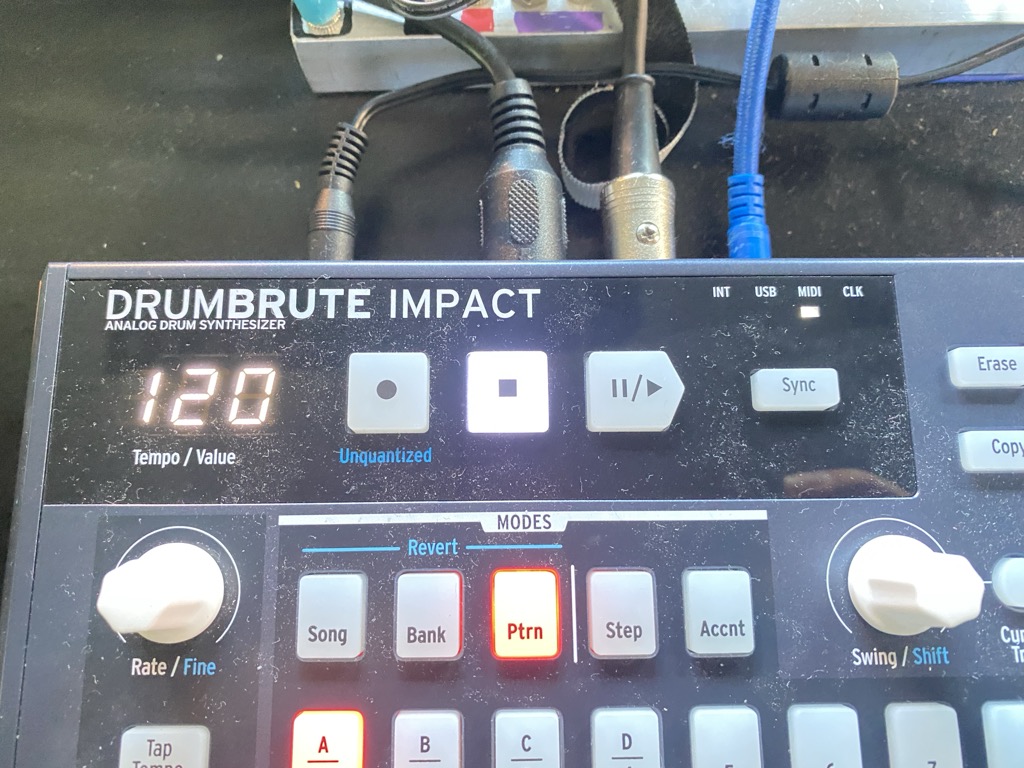 DRUMBRUTE IMPACT
ANALOG DRUM SYNTHESIZER
INT USB MIDI CLK
120
Tempo / Value
Unquantized
Sync
Erase
Copy
MODES
Revert
Song
Bank
Ptrn
Step
Accnt
Rate / Fine
Swing / Shift
Tap
Tempo
A
B
C
D